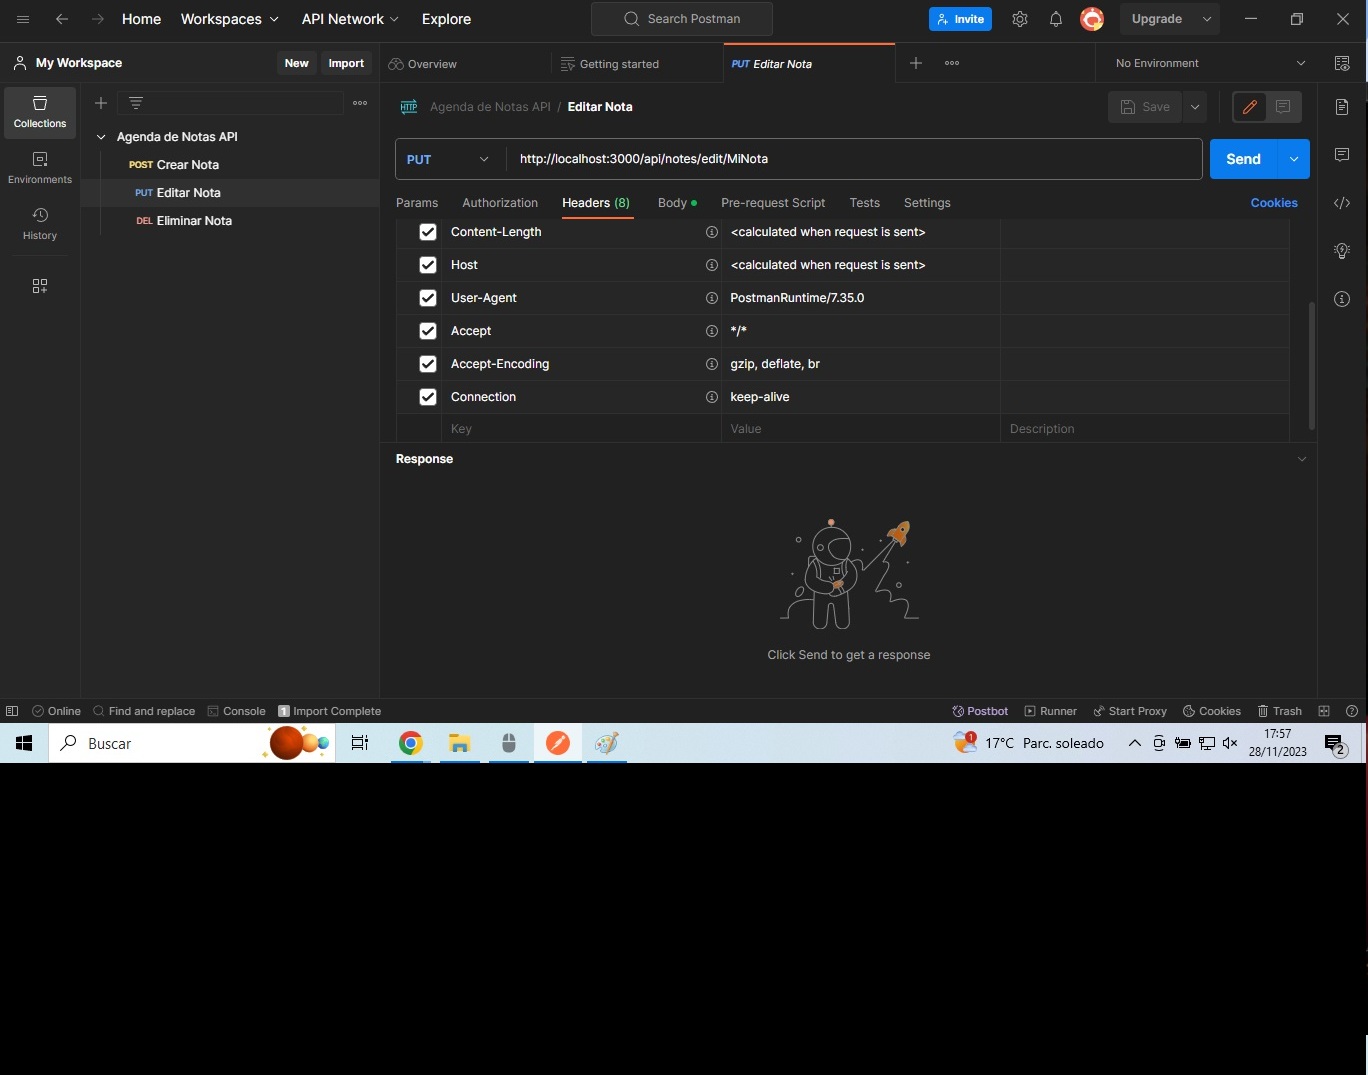 Home Workspaces API Network Explore Search Postman Invite Upgrade
My Workspace New Import Overview Getting started PUT Editar Nota No Environment
Collections
Environments
History
Agenda de Notas API
POST Crear Nota
PUT Editar Nota
DEL Eliminar Nota
HTTP Agenda de Notas API / Editar Nota Save
PUT http://localhost:3000/api/notes/edit/MiNota Send
Params Authorization Headers (8) Body Pre-request Script Tests Settings Cookies
Content-Length <calculated when request is sent>
Host <calculated when request is sent>
User-Agent PostmanRuntime/7.35.0
Accept */*
Accept-Encoding gzip, deflate, br
Connection keep-alive
Key Value Description
Response
Click Send to get a response
Online Find and replace Console 1 Import Complete Postbot Runner Start Proxy Cookies Trash
Buscar 1 17°C Parc. soleado 17:57
28/11/2023 2